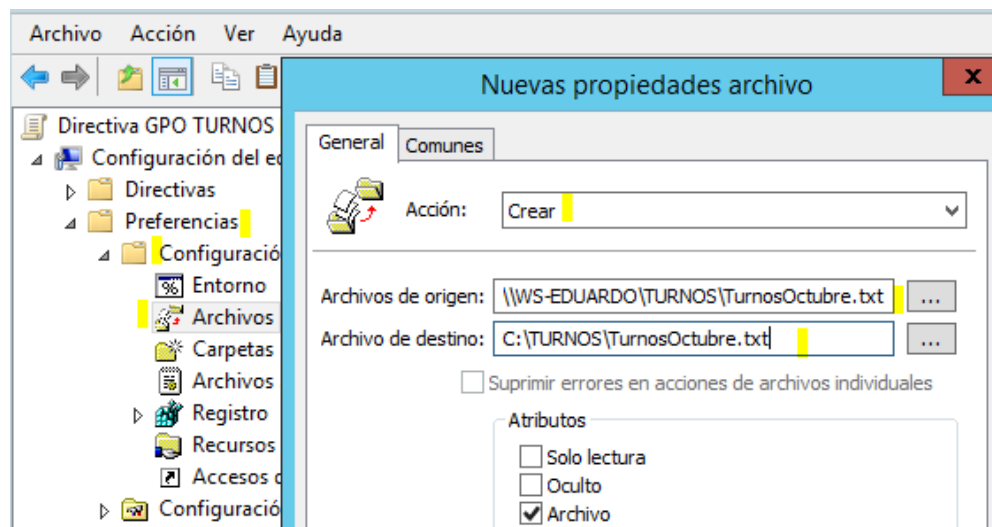 Archivo Acción Ver Ayuda
Nuevas propiedades archivo
x
Directiva GPO TURNOS
Configuración del ed
Directivas
Preferencias
Configuració
Entorno
Archivos
Carpetas
Archivos
Registro
Recursos
Accesos d
Configuració
General Comunes
Acción: Crear
Archivos de origen: \\WS-EDUARDO\TURNOS\TurnosOctubre.txt ...
Archivo de destino: C:\TURNOS\TurnosOctubre.txt ...
Suprimir errores en acciones de archivos individuales
Atributos
Solo lectura
Oculto
Archivo